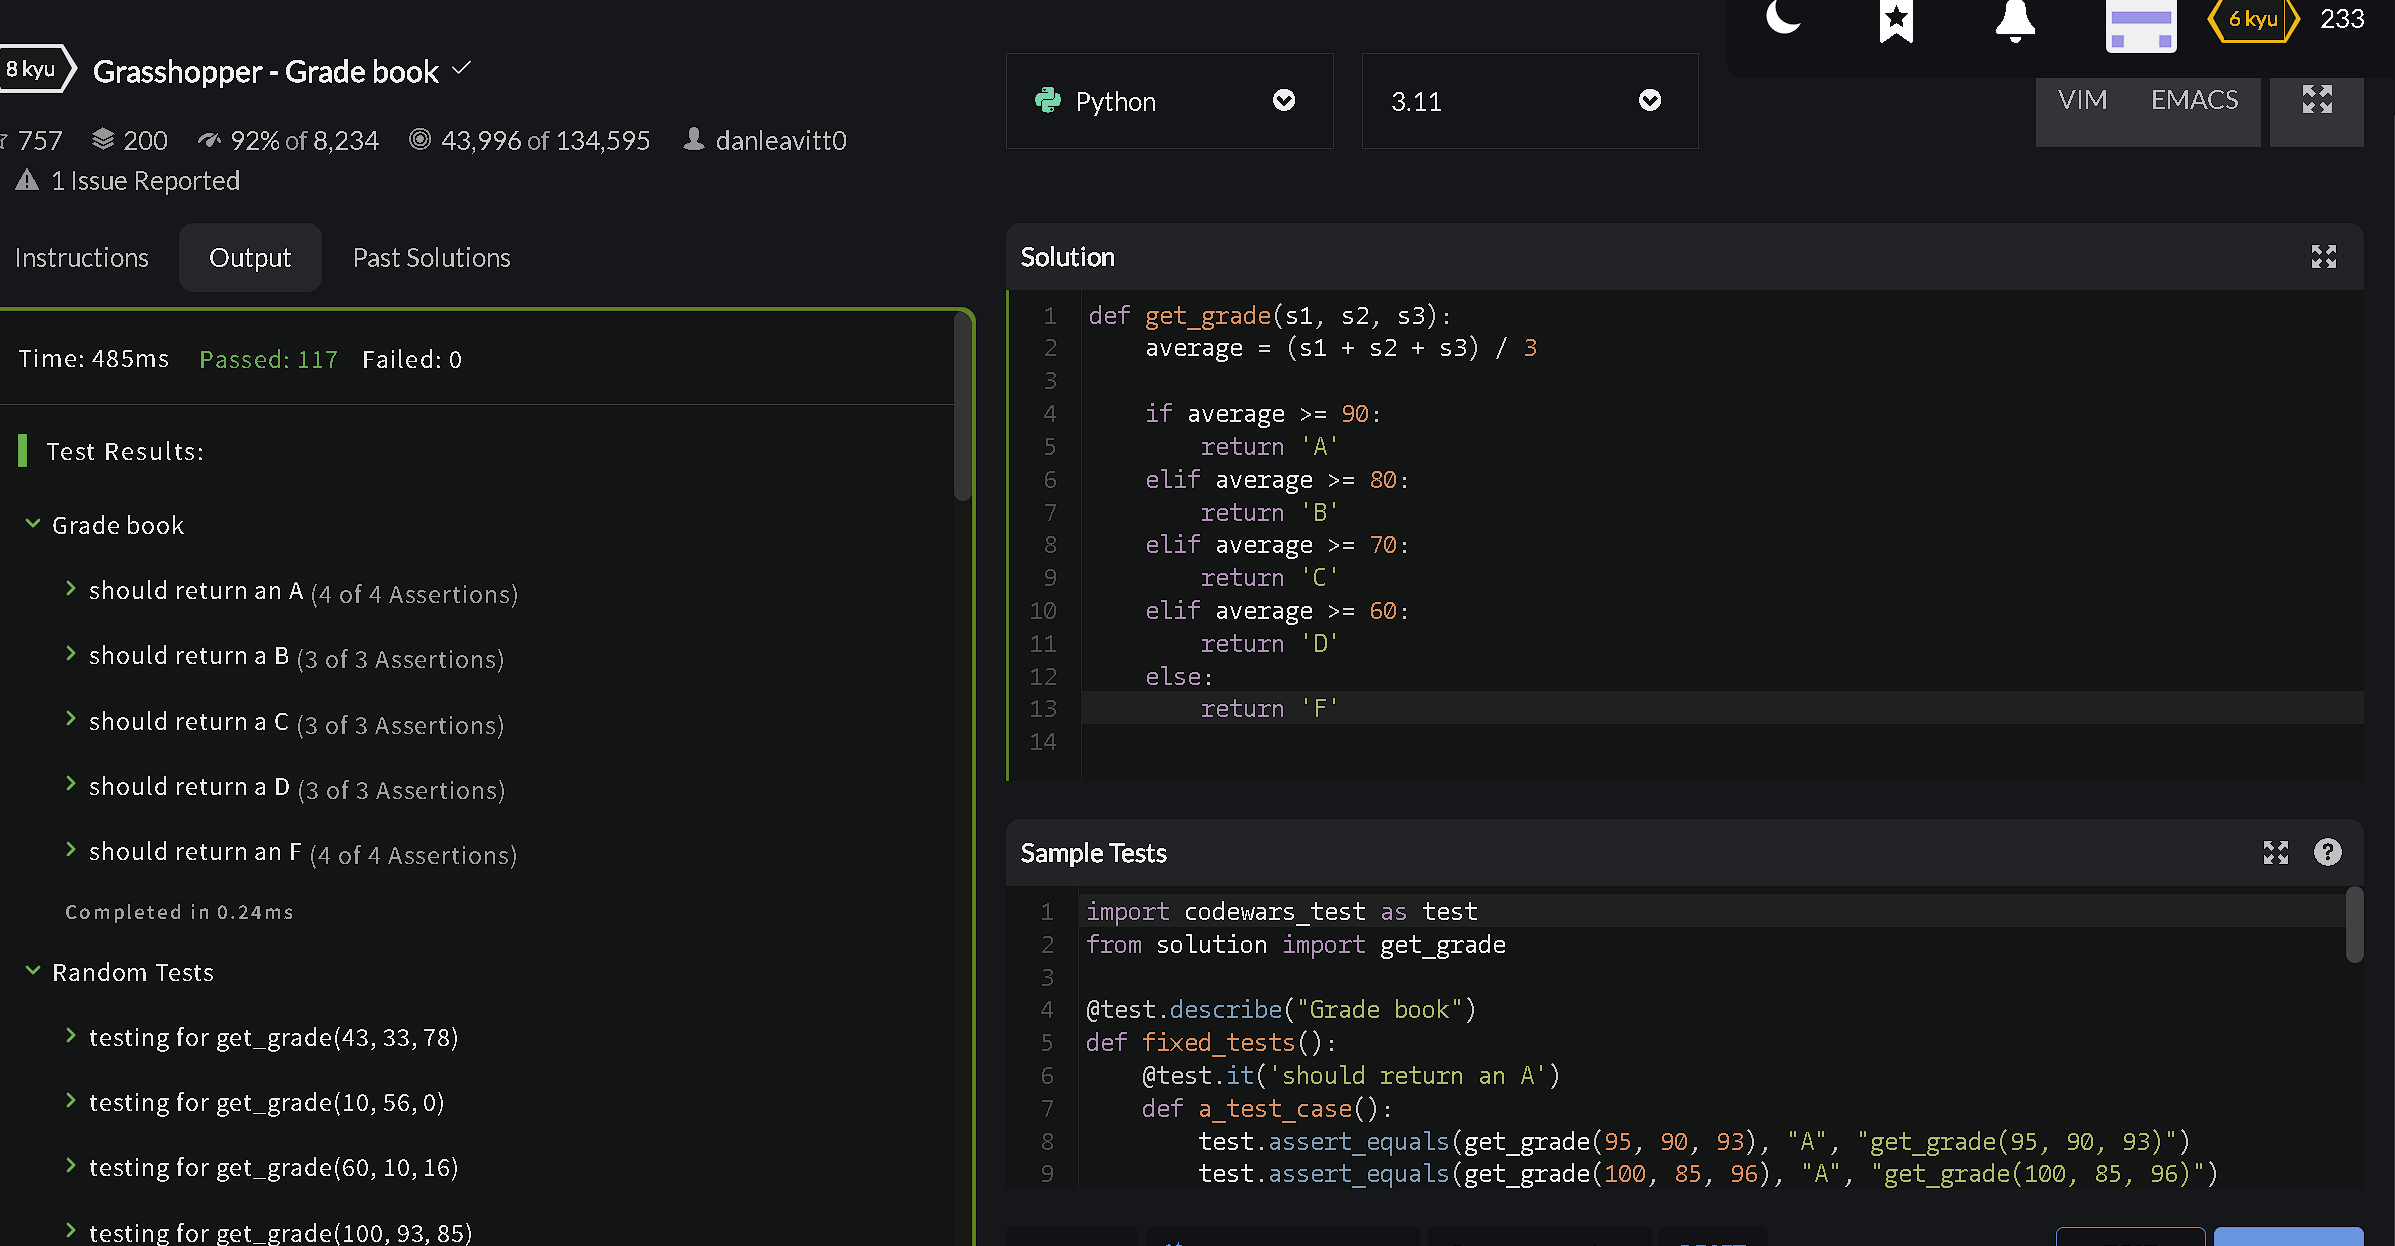 6 kyu 233
8 kyu Grasshopper - Grade book
757 200 92% of 8,234 43,996 of 134,595 danleavitt0
1 Issue Reported
Python 3.11 VIM EMACS
Instructions Output Past Solutions
Time: 485ms Passed: 117 Failed: 0
Test Results:
Grade book
should return an A (4 of 4 Assertions)
should return a B (3 of 3 Assertions)
should return a C (3 of 3 Assertions)
should return a D (3 of 3 Assertions)
should return an F (4 of 4 Assertions)
Completed in 0.24ms
Random Tests
testing for get_grade(43, 33, 78)
testing for get_grade(10, 56, 0)
testing for get_grade(60, 10, 16)
testing for get_grade(100, 93, 85)
Solution
1 def get_grade(s1, s2, s3):
2     average = (s1 + s2 + s3) / 3
3
4     if average >= 90:
5         return 'A'
6     elif average >= 80:
7         return 'B'
8     elif average >= 70:
9         return 'C'
10     elif average >= 60:
11         return 'D'
12     else:
13         return 'F'
14
Sample Tests
1 import codewars_test as test
2 from solution import get_grade
3
4 @test.describe("Grade book")
5 def fixed_tests():
6     @test.it('should return an A')
7     def a_test_case():
8         test.assert_equals(get_grade(95, 90, 93), "A", "get_grade(95, 90, 93)")
9         test.assert_equals(get_grade(100, 85, 96), "A", "get_grade(100, 85, 96)")